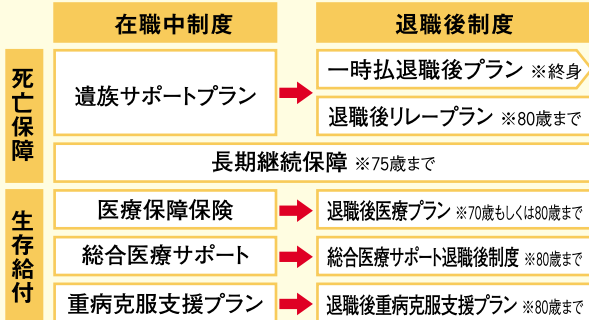 在職中制度
退職後制度
死亡保障
遺族サポートプラン
一時払退職後プラン ※終身
退職後リレープラン ※80歳まで
長期継続保障 ※75歳まで
生存給付
医療保障保険
退職後医療プラン ※70歳もしくは80歳まで
総合医療サポート
総合医療サポート退職後制度 ※80歳まで
重病克服支援プラン
退職後重病克服支援プラン ※80歳まで